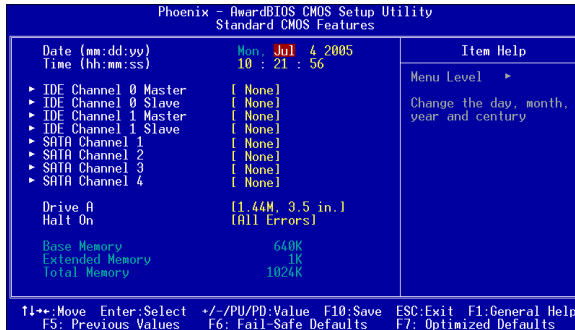 Phoenix - AwardBIOS CMOS Setup Utility
Standard CMOS Features
Date (mm:dd:yy) Mon, Jul 4 2005
Time (hh:mm:ss) 10 : 21 : 56
Item Help
Menu Level ►
Change the day, month,
year and century
► IDE Channel 0 Master [ None]
► IDE Channel 0 Slave [ None]
► IDE Channel 1 Master [ None]
► IDE Channel 1 Slave [ None]
► SATA Channel 1 [ None]
► SATA Channel 2 [ None]
► SATA Channel 3 [ None]
► SATA Channel 4 [ None]
Drive A [1.44M, 3.5 in.]
Halt On [All Errors]
Base Memory 640K
Extended Memory 1K
Total Memory 1024K
↑↓→←:Move Enter:Select +/-/PU/PD:Value F10:Save ESC:Exit F1:General Help
F5: Previous Values F6: Fail-Safe Defaults F7: Optimized Defaults